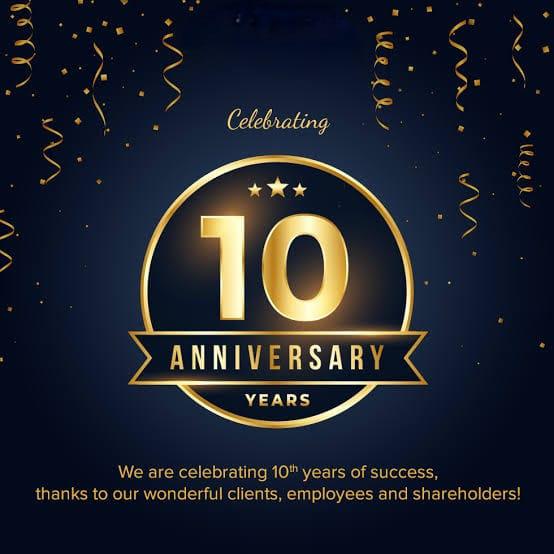 Celebrating
10
ANNIVERSARY
YEARS
We are celebrating 10th years of success,
thanks to our wonderful clients, employees and shareholders!